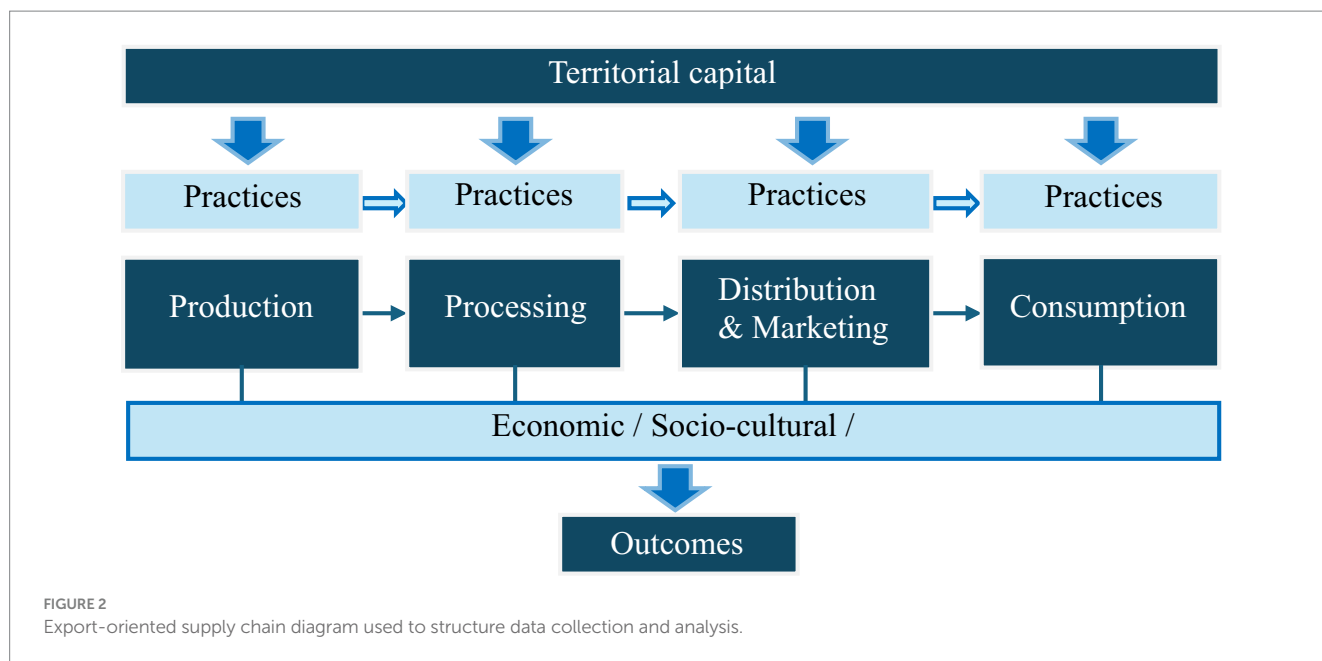 Territorial capital
Practices
Practices
Practices
Practices
Production
Processing
Distribution
& Marketing
Consumption
Economic / Socio-cultural /
Outcomes
FIGURE 2
Export-oriented supply chain diagram used to structure data collection and analysis.